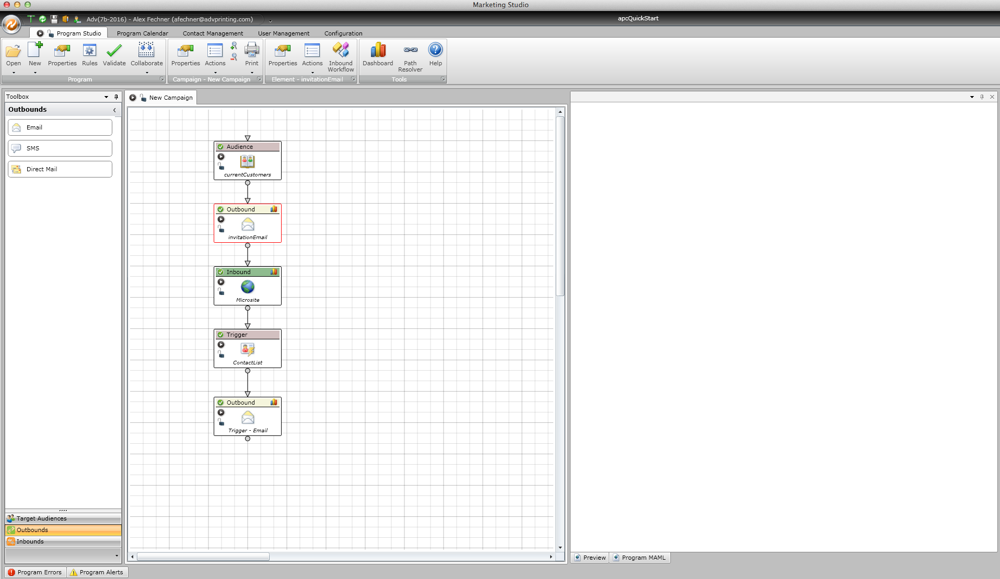 Marketing Studio
Adv(7b-2016) - Alex Fechner (afechner@advprinting.com)
apcQuickStart
Program Studio
Program Calendar
Contact Management
User Management
Configuration
Open
New
Properties
Rules
Validate
Collaborate
Properties
Actions
Print
Properties
Actions
Inbound
Workflow
Dashboard
Path
Resolver
Help
Program
Campaign - New Campaign
Element - invitationEmail
Tools
Toolbox
Outbounds
Email
SMS
Direct Mail
Target Audiences
Outbounds
Inbounds
New Campaign
Audience
currentCustomers
Outbound
invitationEmail
Inbound
Microsite
Trigger
ContactList
Outbound
Trigger - Email
Preview
Program MAML
Program Errors
Program Alerts